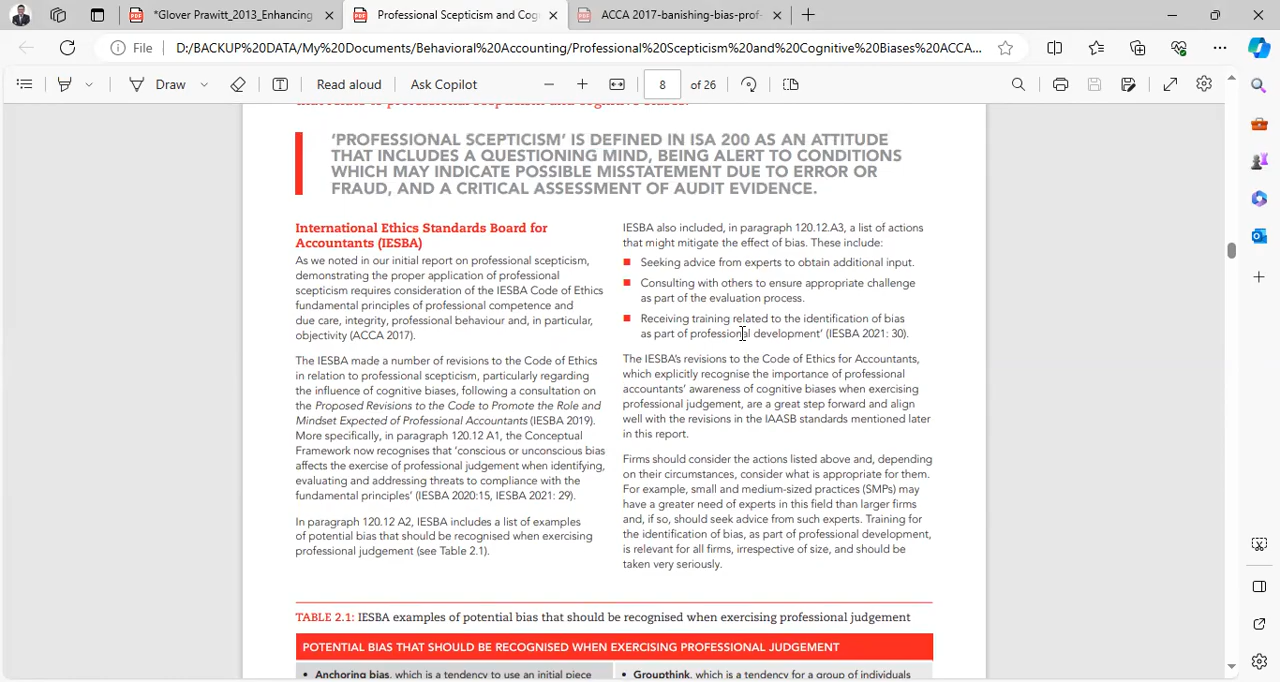 *Glover Prawitt_2013_Enhancing
Professional Scepticism and Cog
ACCA 2017-banishing-bias-prof-
File
D:/BACKUP%20DATA/My%20Documents/Behavioral%20Accounting/Professional%20Scepticism%20and%20Cognitive%20Biases%20ACCA...
Draw
Read aloud
Ask Copilot
8
of 26
‘PROFESSIONAL SCEPTICISM’ IS DEFINED IN ISA 200 AS AN ATTITUDE
THAT INCLUDES A QUESTIONING MIND, BEING ALERT TO CONDITIONS
WHICH MAY INDICATE POSSIBLE MISSTATEMENT DUE TO ERROR OR
FRAUD, AND A CRITICAL ASSESSMENT OF AUDIT EVIDENCE.
International Ethics Standards Board for
Accountants (IESBA)
As we noted in our initial report on professional scepticism,
demonstrating the proper application of professional
scepticism requires consideration of the IESBA Code of Ethics
fundamental principles of professional competence and
due care, integrity, professional behaviour and, in particular,
objectivity (ACCA 2017).
The IESBA made a number of revisions to the Code of Ethics
in relation to professional scepticism, particularly regarding
the influence of cognitive biases, following a consultation on
the Proposed Revisions to the Code to Promote the Role and
Mindset Expected of Professional Accountants (IESBA 2019).
More specifically, in paragraph 120.12 A1, the Conceptual
Framework now recognises that ‘conscious or unconscious bias
affects the exercise of professional judgement when identifying,
evaluating and addressing threats to compliance with the
fundamental principles’ (IESBA 2020:15, IESBA 2021: 29).
In paragraph 120.12 A2, IESBA includes a list of examples
of potential bias that should be recognised when exercising
professional judgement (see Table 2.1).
IESBA also included, in paragraph 120.12.A3, a list of actions
that might mitigate the effect of bias. These include:
■ Seeking advice from experts to obtain additional input.
■ Consulting with others to ensure appropriate challenge
as part of the evaluation process.
■ Receiving training related to the identification of bias
as part of professional development’ (IESBA 2021: 30).
The IESBA’s revisions to the Code of Ethics for Accountants,
which explicitly recognise the importance of professional
accountants’ awareness of cognitive biases when exercising
professional judgement, are a great step forward and align
well with the revisions in the IAASB standards mentioned later
in this report.
Firms should consider the actions listed above and, depending
on their circumstances, consider what is appropriate for them.
For example, small and medium-sized practices (SMPs) may
have a greater need of experts in this field than larger firms
and, if so, should seek advice from such experts. Training for
the identification of bias, as part of professional development,
is relevant for all firms, irrespective of size, and should be
taken very seriously.
TABLE 2.1: IESBA examples of potential bias that should be recognised when exercising professional judgement
POTENTIAL BIAS THAT SHOULD BE RECOGNISED WHEN EXERCISING PROFESSIONAL JUDGEMENT
• Anchoring bias, which is a tendency to use an initial piece
• Groupthink, which is a tendency for a group of individuals